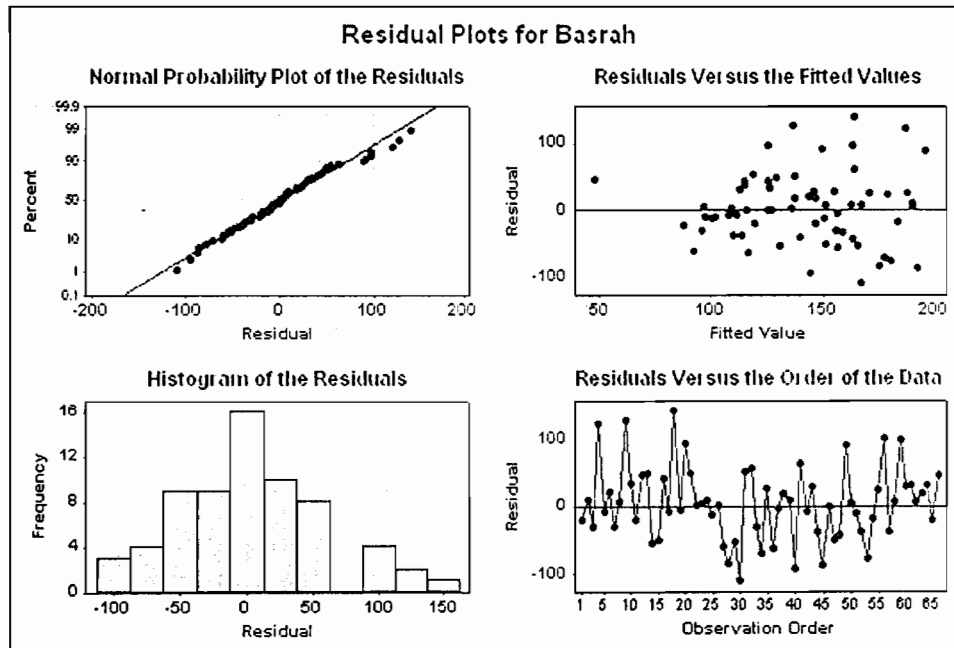 Residual Plots for Basrah
Normal Probability Plot of the Residuals
99.9
99
90
50
10
1
0.1
Percent
-200 -100 0 100 200
Residual
Residuals Versus the Fitted Values
100
0
-100
Residual
50 100 150 200
Fitted Value
Histogram of the Residuals
16
12
8
4
0
Frequency
-100 -50 0 50 100 150
Residual
Residuals Versus the Order of the Data
100
0
-100
Residual
1 5 10 15 20 25 30 35 40 45 50 55 60 65
Observation Order